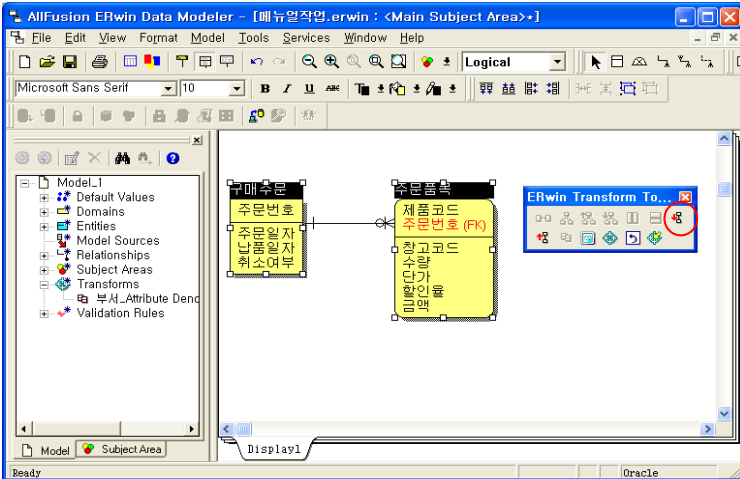 AllFusion ERwin Data Modeler - [메뉴얼작업.erwin : <Main Subject Area>*]
File Edit View Format Model Tools Services Window Help
Logical
Microsoft Sans Serif 10 B I U ABC
Model_1
Default Values
Domains
Entities
Model Sources
Relationships
Subject Areas
Transforms
부서_Attribute Deno
Validation Rules
구매주문
주문번호
주문일자
납품일자
취소여부
주문품목
제품코드
주문번호 (FK)
창고코드
수량
단가
할인율
금액
ERwin Transform To...
Model Subject Area
Display1
Ready Oracle